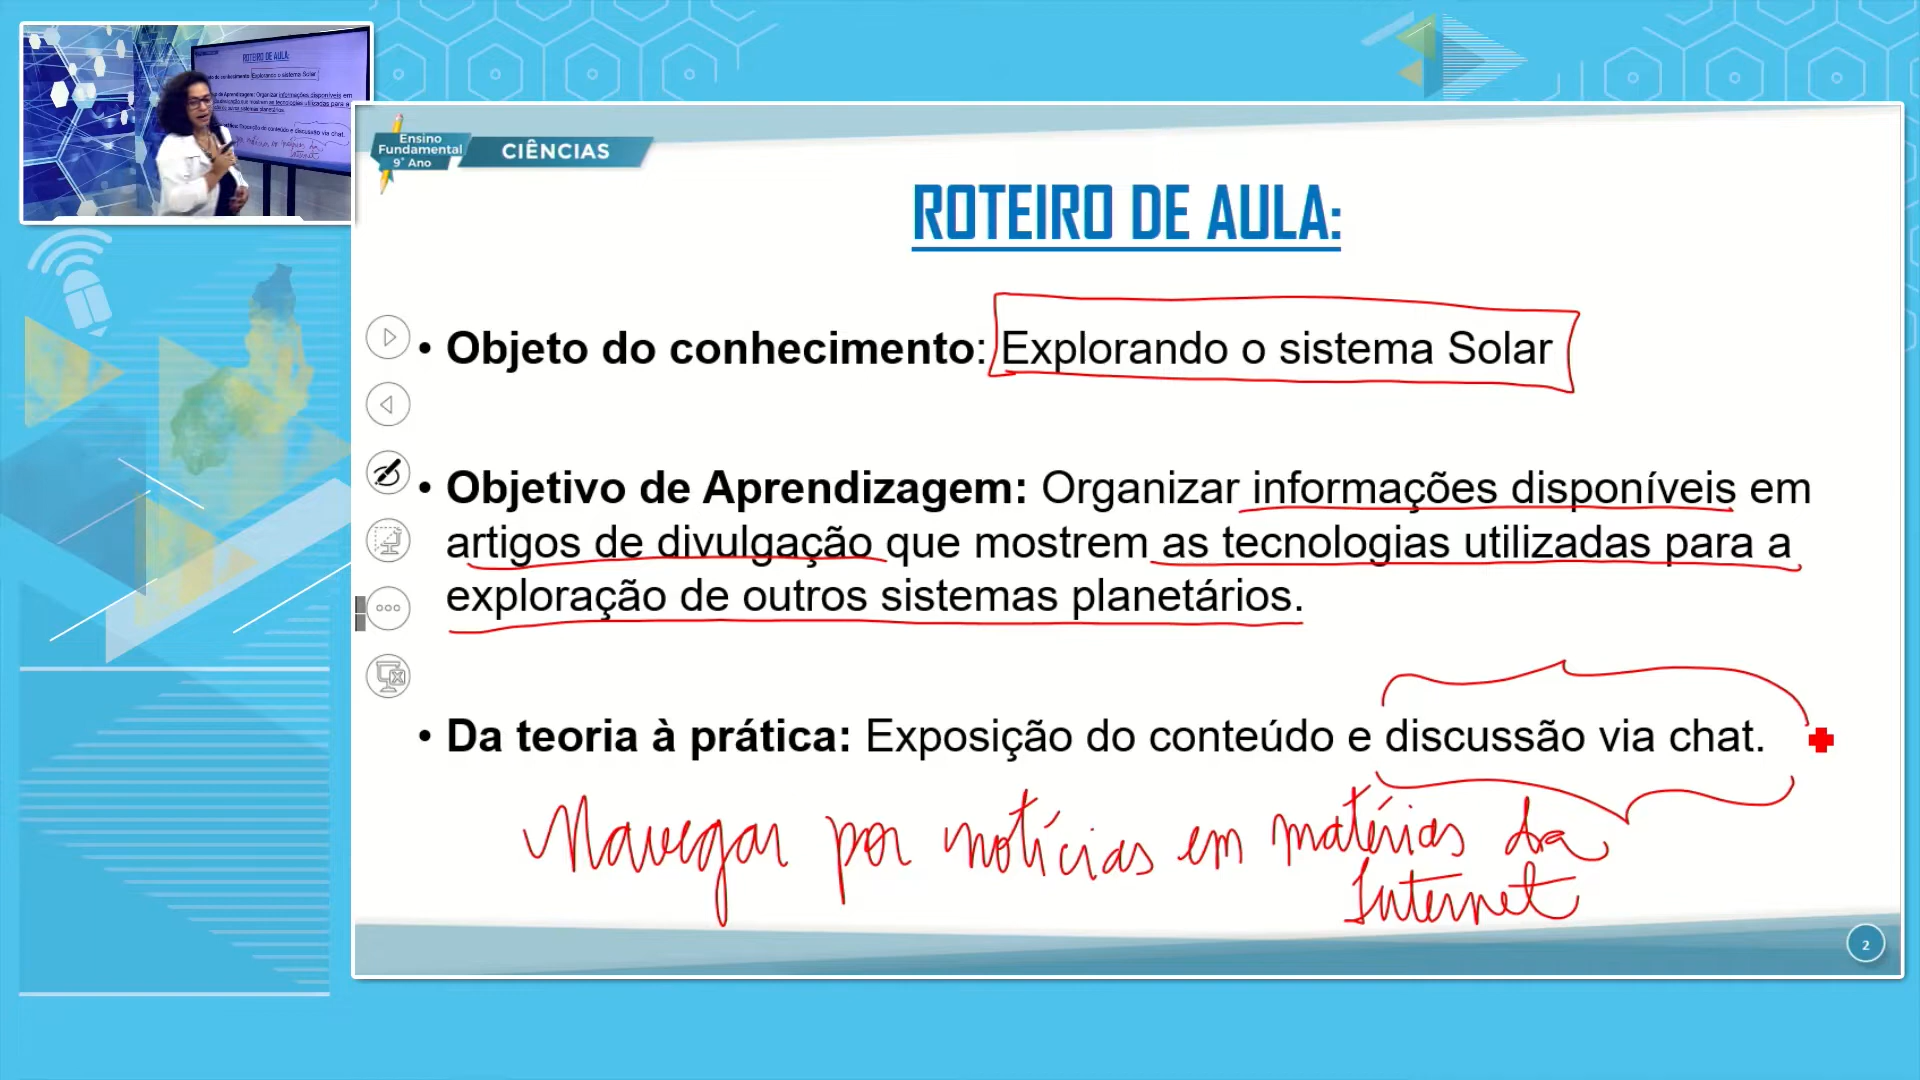 Ensino
Fundamental
9° Ano
CIÊNCIAS
ROTEIRO DE AULA:
• Objeto do conhecimento: Explorando o sistema Solar
• Objetivo de Aprendizagem: Organizar informações disponíveis em
artigos de divulgação que mostrem as tecnologias utilizadas para a
exploração de outros sistemas planetários.
• Da teoria à prática: Exposição do conteúdo e discussão via chat.
Navegar por notícias em matérias da
Internet
2